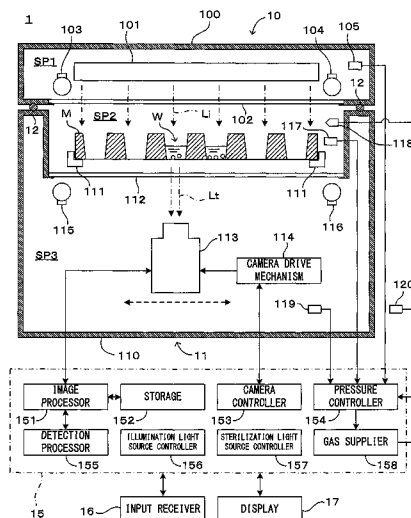 1
100
10
101
103
104
105
SP1
12
102
12
M
SP2
W
Li
117
118
111
112
111
Lt
115
116
113
114
CAMERA DRIVE
MECHANISM
SP3
119
120
110
11
IMAGE
PROCESSOR
151
STORAGE
152
CAMERA
CONTRCLLER
153
PRESSURE
CONTROLLER
154
DETECTION
PROCESSOR
155
ILLUMINATION LIGHT
SOURCE CONTROLLER
156
STERILIZATION LIGHT
SOURCE CONTROLLER
157
GAS SUPPLIER
158
15
16
INPUT RECEIVER
DISPLAY
17